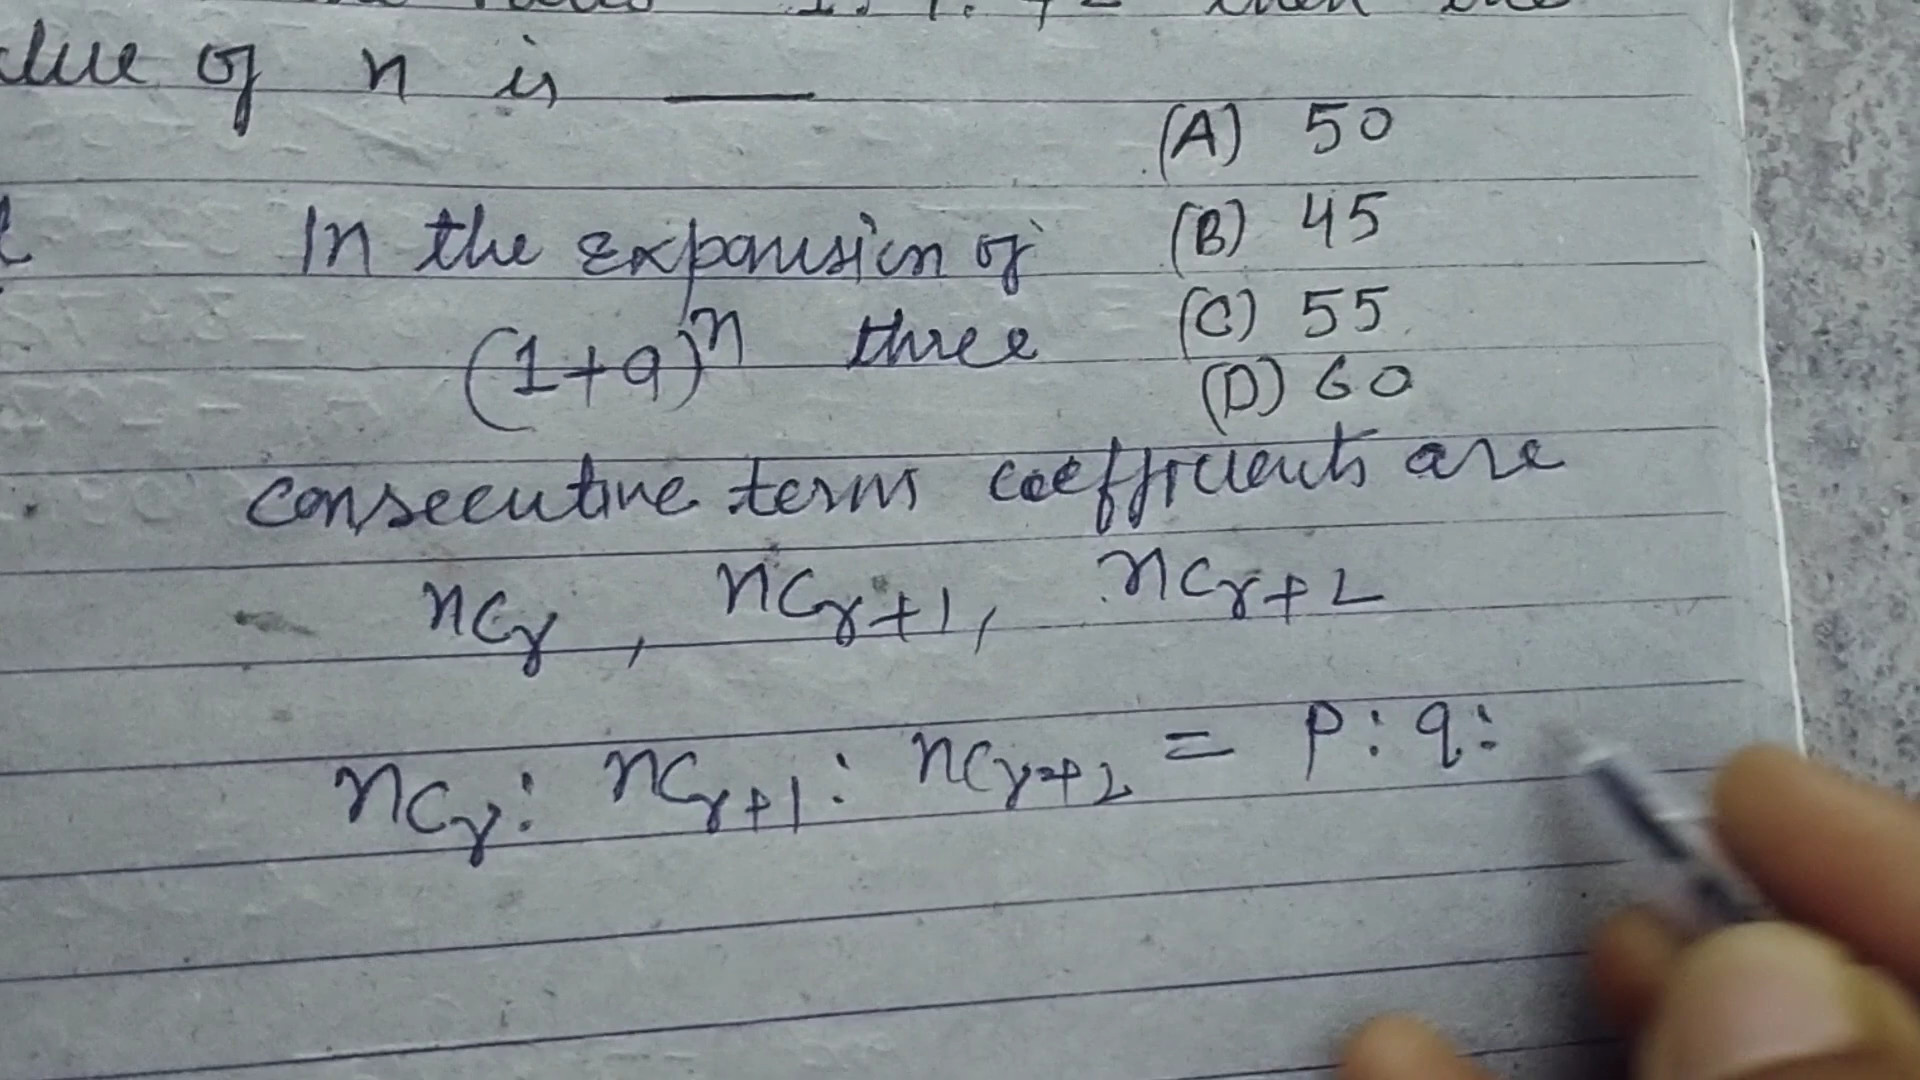 value of n is ___
(A) 50
(B) 45
(C) 55
(D) 60
In the expansion of
(1+a)^n three
consecutive terms coefficients are
nCr, nCr+1, nCr+2
nCr : nCr+1 : nCr+2 = P : q :